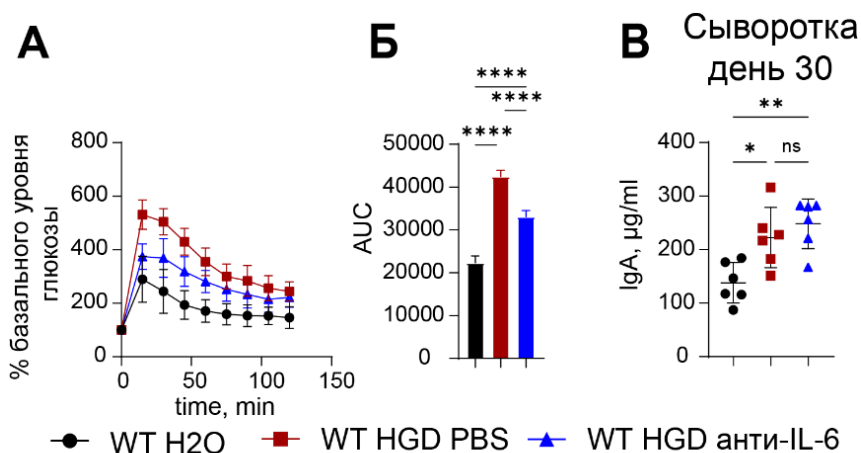 А
Б
В
Сыворотка
день 30
% базального уровня
глюкозы
800
600
400
200
0
0
50
100
150
time, min
****
****
****
AUC
50000
40000
30000
20000
10000
0
**
*
ns
IgA, µg/ml
400
300
200
100
0
WT H2O
WT HGD PBS
WT HGD анти-IL-6